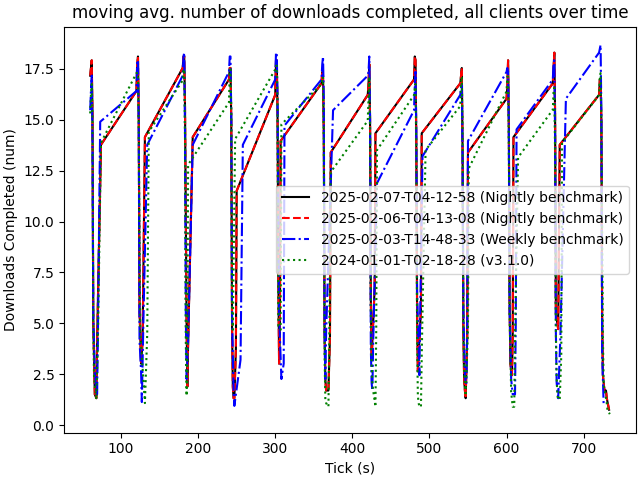 moving avg. number of downloads completed, all clients over time
Downloads Completed (num)
17.5
15.0
12.5
10.0
7.5
5.0
2.5
0.0
2025-02-07-T04-12-58 (Nightly benchmark)
2025-02-06-T04-13-08 (Nightly benchmark)
2025-02-03-T14-48-33 (Weekly benchmark)
2024-01-01-T02-18-28 (v3.1.0)
100 200 300 400 500 600 700
Tick (s)